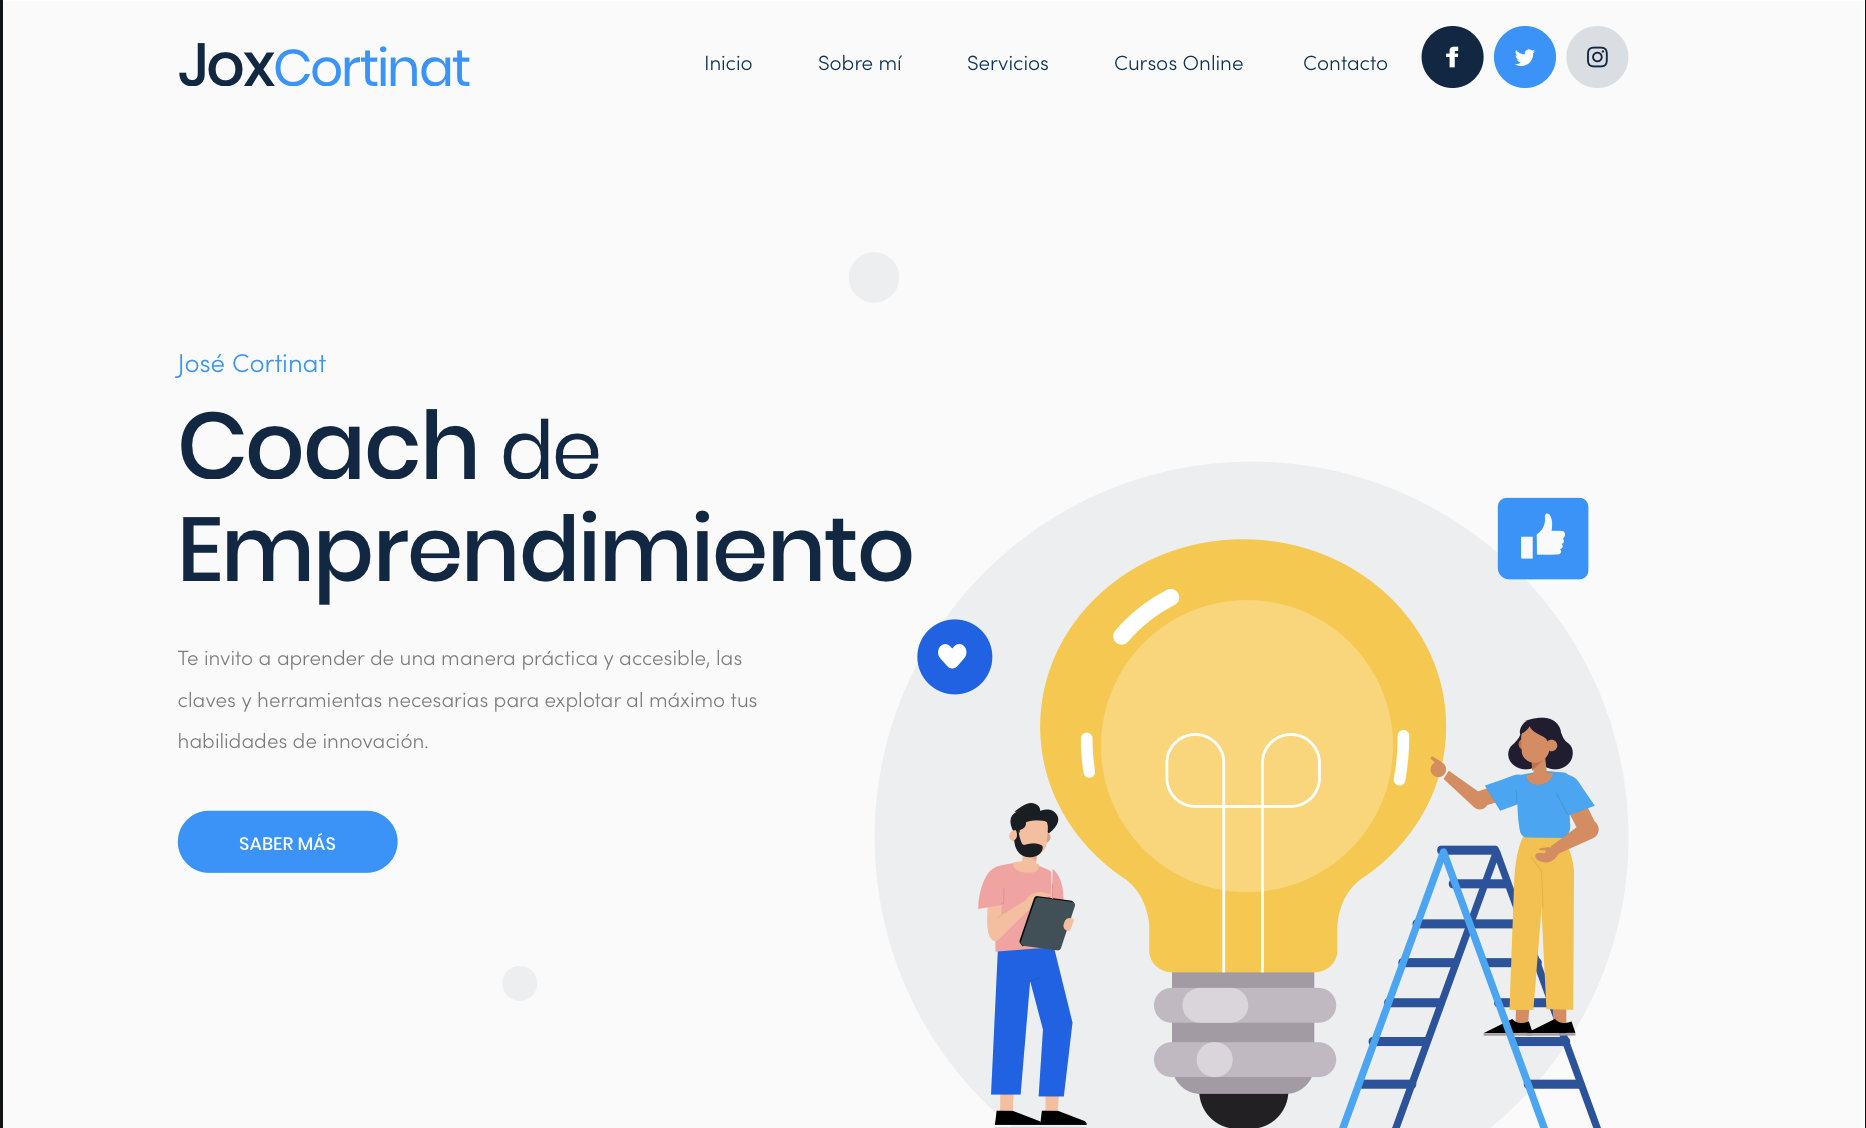 JoxCortinat
Inicio Sobre mí Servicios Cursos Online Contacto
José Cortinat
Coach de
Emprendimiento
Te invito a aprender de una manera práctica y accesible, las
claves y herramientas necesarias para explotar al máximo tus
habilidades de innovación.
SABER MÁS